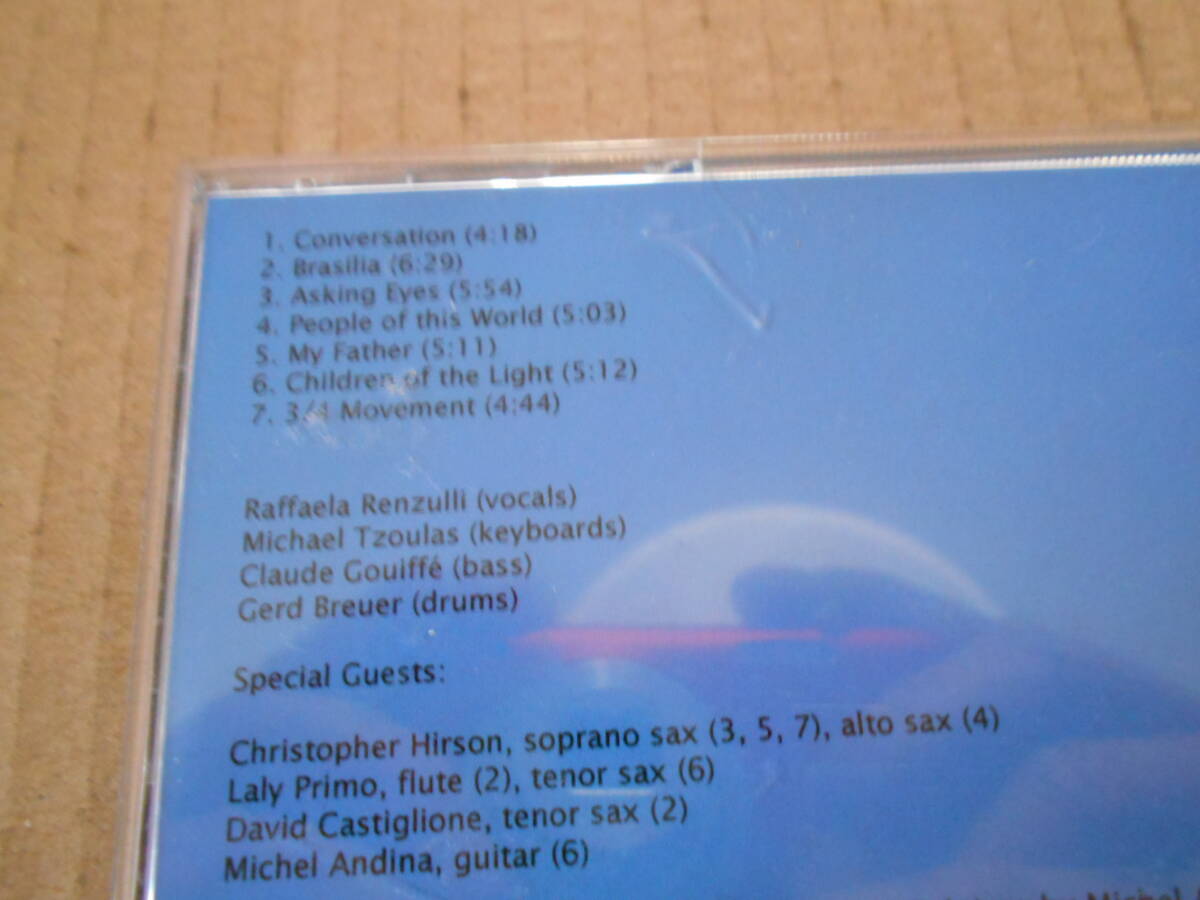 1. Conversation (4:18)
2. Brasilia (6:29)
3. Asking Eyes (5:54)
4. People of this World (5:03)
5. My Father (5:11)
6. Children of the Light (5:12)
7. 3/4 Movement (4:44)
Raffaela Renzulli (vocals)
Michael Tzoulas (keyboards)
Claude Gouiffé (bass)
Gerd Breuer (drums)
Special Guests:
Christopher Hirson, soprano sax (3, 5, 7), alto sax (4)
Laly Primo, flute (2), tenor sax (6)
David Castiglione, tenor sax (2)
Michel Andina, guitar (6)
by Michel